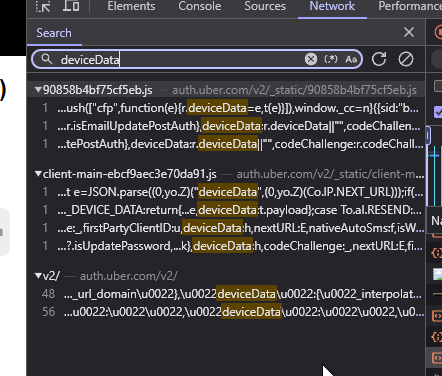 Elements
Console
Sources
Network
Performance
Search
deviceData
Aa
90858b4bf75cf5eb.js — auth.uber.com/v2/_static/90858b4bf75cf5eb.js
1 ...ush(["cfp",function(e){r.deviceData=e,t(e)}]),window._cc=n}{{sid:"b...
1 ...r.isEmailUpdatePostAuth},deviceData:r.deviceData||"",codeChallen...
1 ...tePostAuth},deviceData:r.deviceData||"",codeChallenge:r.codeChallen...
client-main-ebcf9aec3e70da91.js — auth.uber.com/v2/_static/client-m...
1 ...t e=JSON.parse((0,yo.Z)("deviceData",(0,yo.Z)(Co.IP.NEXT_URL)));if(...
1 ..._DEVICE_DATA:return{...e,deviceData:t.payload};case To.al.RESEND:...
1 ...e:_,firstPartyClientID:u,deviceData:h,nextURL:E,nativeAutoSms:f,isW...
1 ...?.isUpdatePassword,...k},deviceData:h,codeChallenge:_,nextURL:E,fi...
v2/ — auth.uber.com/v2/
48 ..._url_domain\u0022},\u0022deviceData\u0022:{\u0022_interpolat...
56 ...u0022:\u0022\u0022,\u0022deviceData\u0022:\u0022\u0022,\u0...
Na